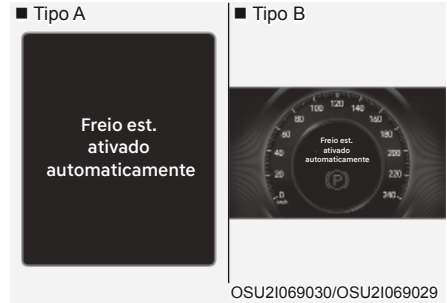 ■ Tipo A
Freio est.
ativado
automaticamente
■ Tipo B
100 120 140
80 160
60 180
40 200
20 220
0 240
km/h
Freio est.
ativado
automaticamente
P
OSU2I069030/OSU2I069029